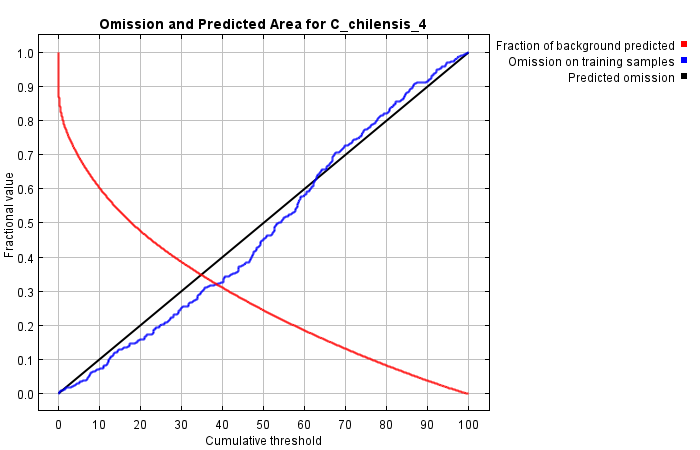 Omission and Predicted Area for C_chilensis_4
Fraction of background predicted
Omission on training samples
Predicted omission
Fractional value
1.0
0.9
0.8
0.7
0.6
0.5
0.4
0.3
0.2
0.1
0.0
0 10 20 30 40 50 60 70 80 90 100
Cumulative threshold